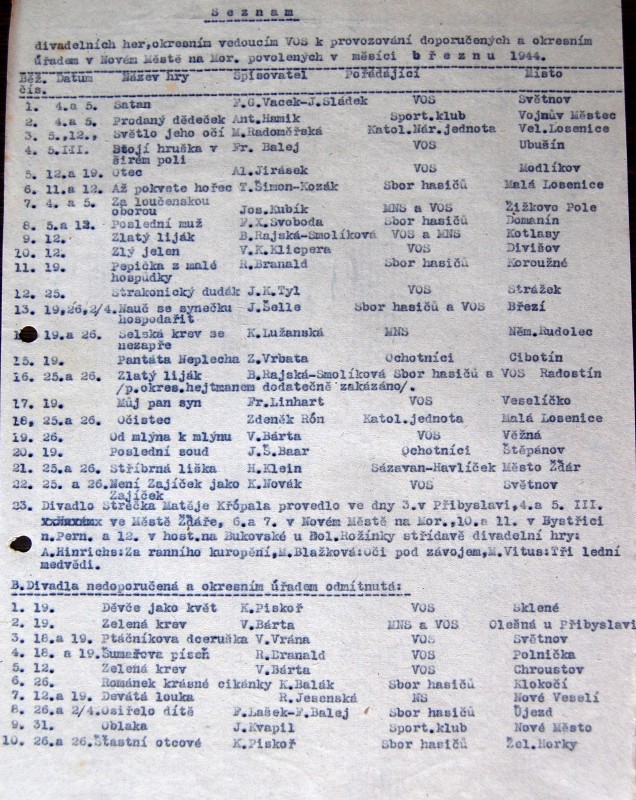 S e z n a m
divadelních her,okresním vedoucím VOS k provozování doporučených a okresním
úřadem v Novém Městě na Mor. povolených v měsíci b ř e z n u 1944.
Běž. Datum Název hry Spisovatel Pořádající Místo
čís.
1. 4.a 5. Satan F.G.Vacek-J.Sládek VOS Světnov
2. 4.a 5. Prodaný dědeček Ant.Hamik Sport.klub Vojnův Městec
3. 5.,12., Světlo jeho očí M.Radoměřská Katol.Nár.jednota Vel.Losenice
4. 5.III. Stojí hruška v Fr. Balej VOS Ubušín
širém poli
5. 12.a 19. Otec Al.Jirásek VOS Modlíkov
6. 11.a 12. Až pokvete hořec T.Šimon-Kozák Sbor hasičů Malá Losenice
7. 4.a 5. Za loučenskou
oborou Jos.Kubík MNS a VOS Žižkovo Pole
8. 5.a 13. Poslední muž F.X.Svoboda Sbor hasičů Domanín
9. 12. Zlatý liják B.Rajská-Smolíková VOS a MNS Kotlasy
10. 12. Zlý jelen V.K.Klicpera VOS Divišov
11. 19. Pepička z malé R.Branald Sbor hasičů Koroužné
hospůdky
12. 25. Strakonický dudák J.K.Tyl VOS Strážek
13. 19,26,2/4.Nauč se synečku J.Šelle Sbor hasičů a VOS Březí
hospodařit
19.a 26. Selská krev se K.Lužanská MNS Něm.Rudolec
nezapře
15. 19. Pantáta Neplecha Z.Vrbata Ochotníci Cibotín
16. 25.a 26. Zlatý liják B.Rajská-Smolíková Sbor hasičů a VOS Radostín
/p.okres.hejtmanem dodatečně zakázáno/.
17. 19. Můj pan syn Fr.Linhart VOS Veselíčko
18, 25.a 26. Očistec Zdeněk Rón Katol.jednota Malá Losenice
19. 26. Od mlýna k mlýnu V.Bárta VOS Věžná
20. 19. Poslední soud J.Š.Baar Ochotníci Štěpánov
21. 25.a 26. Stříbrná liška H.Klein Sázavan-Havlíček Město Žďár
22. 25. a 26.Není Zajíček jako K.Novák VOS Světnov
Zajíček
23. Divadlo Strečka Matěje Křópala provedlo ve dny 3.v Přibyslavi,4.a 5. III.
ve Městě Žďáře, 6.a 7. v Novém Městě na Mor.,10.a 11. v Bystřici
n.Pern. a 12. v host.na Bukovské u Dol.Rožínky střídavě divadelní hry:
A.Hinrichs:Za ranního kuropění,M.Blažková:Oči pod závojem,M.Vitus:Tři lední
medvědi.
B.Divadla nedoporučená a okresním úřadem odmítnutá:
1. 19. Děvče jako květ K.Piskoř VOS Sklené
2. 19. Zelená krev V.Bárta MNS a VOS Olešná u Přibyslavi
3. 18.a 19. Ptáčníkova dceruška V.Vrána VOS Světnov
4. 18. a 19.Šumařova píseň R.Branald VOS Polnička
5. 12. Zelená krev V.Bárta VOS Chroustov
6. 26. Románek krásné cikánky K.Balák Sbor hasičů Klokočí
7. 12.a 19. Devátá louka R.Jesenská NS Nové Veselí
8. 26.a 2/4.Osiřelo dítě F.Lašek-F.Balej Sbor hasičů Újezd
9. 31. Oblaka J.Kvapil Sport.klub Nové Město
10. 26.a 26.Šťastní otcové K.Piskoř Sbor hasičů Žel.Horky